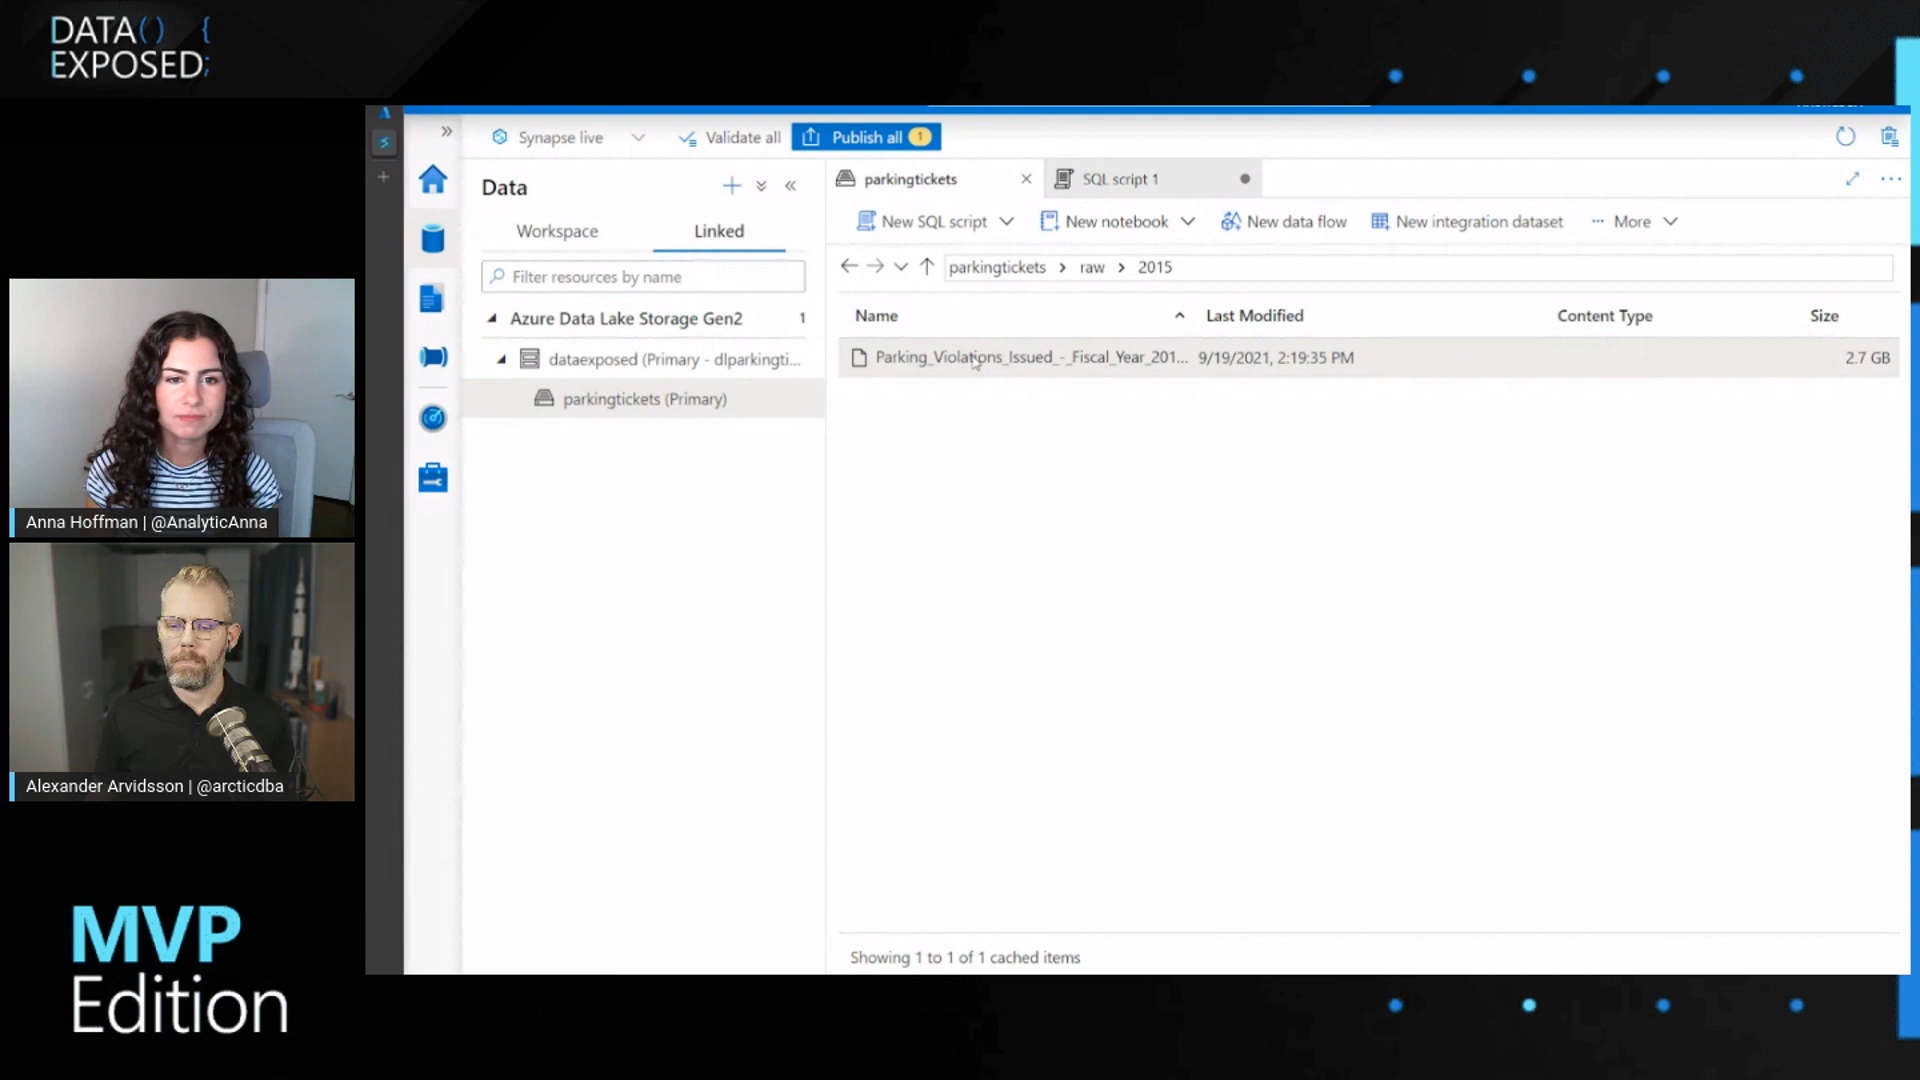 DATA() {
EXPOSED;
Synapse live
Validate all
Publish all 1
Data
Workspace
Linked
Filter resources by name
Azure Data Lake Storage Gen2 1
dataexposed (Primary - dlparkingti...
parkingtickets (Primary)
parkingtickets
SQL script 1
New SQL script
New notebook
New data flow
New integration dataset
More
parkingtickets > raw > 2015
Name
Last Modified
Content Type
Size
Parking_Violations_Issued_-_Fiscal_Year_201... 9/19/2021, 2:19:35 PM 2.7 GB
Showing 1 to 1 of 1 cached items
Anna Hoffman | @AnalyticAnna
Alexander Arvidsson | @arcticdba
MVP
Edition